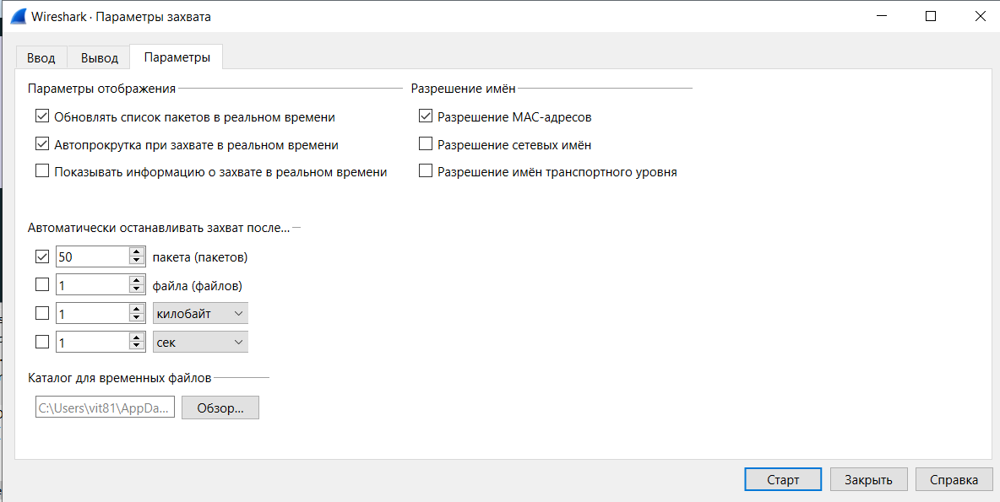 Wireshark · Параметры захвата
Ввод Вывод Параметры
Параметры отображения
Обновлять список пакетов в реальном времени
Автопрокрутка при захвате в реальном времени
Показывать информацию о захвате в реальном времени
Разрешение имён
Разрешение MAC-адресов
Разрешение сетевых имён
Разрешение имён транспортного уровня
Автоматически останавливать захват после...
50 пакета (пакетов)
1 файла (файлов)
1 килобайт
1 сек
Каталог для временных файлов
C:\Users\vit81\AppDa... Обзор...
Старт Закрыть Справка